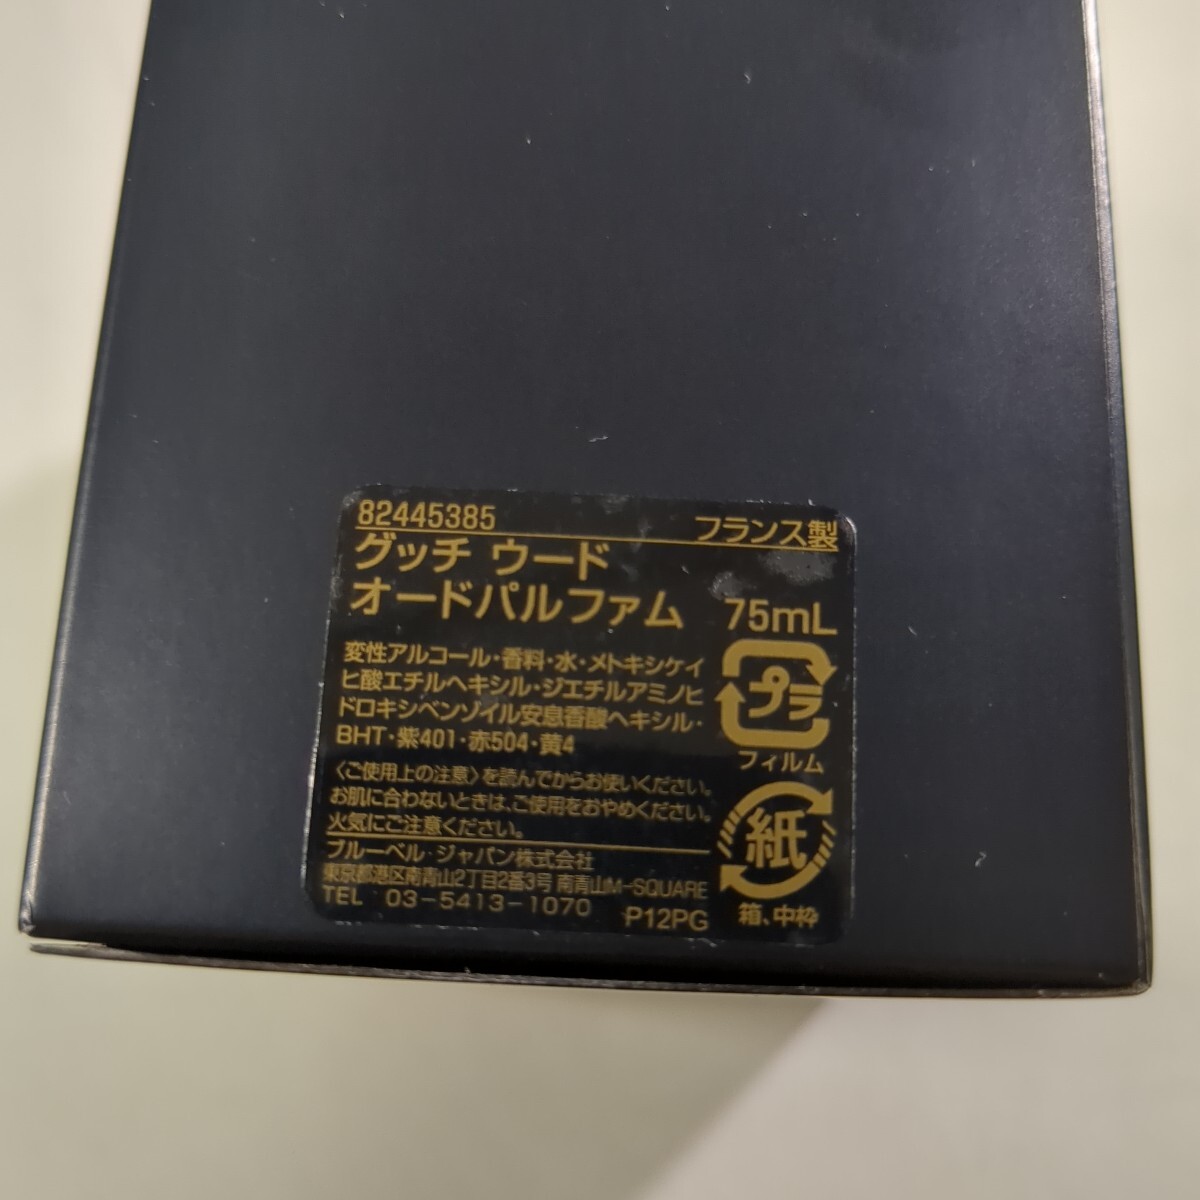 82445385 フランス製
グッチ ウード
オードパルファム 75mL
変性アルコール・香料・水・メトキシケイ
ヒ酸エチルヘキシル・ジエチルアミノヒ
ドロキシベンゾイル安息香酸ヘキシル・
BHT・紫401・赤504・黄4
プラ
フィルム
〈ご使用上の注意〉を読んでからお使いください。
お肌に合わないときは、ご使用をおやめください。
火気にご注意ください。
紙
箱、中枠
ブルーベル・ジャパン株式会社
東京都港区南青山2丁目2番3号 南青山M-SQUARE
TEL 03-5413-1070 P12PG